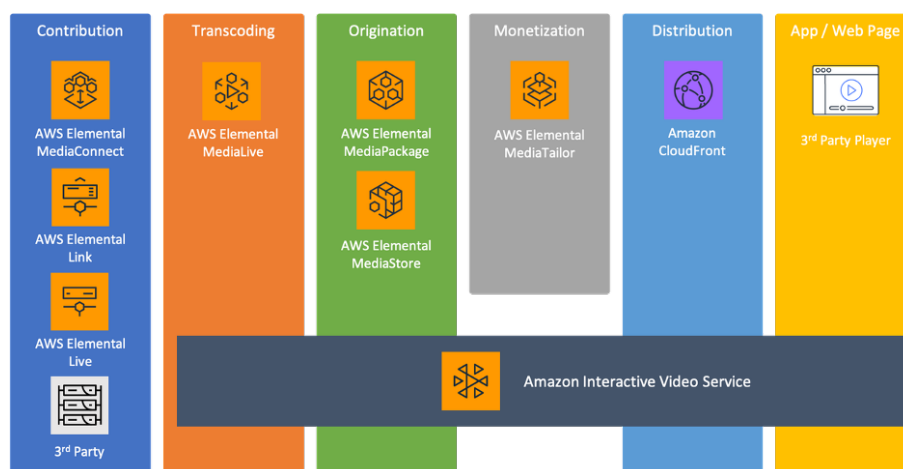 Contribution
AWS Elemental
MediaConnect
AWS Elemental
Link
AWS Elemental
Live
3rd Party
Transcoding
AWS Elemental
MediaLive
Origination
AWS Elemental
MediaPackage
AWS Elemental
MediaStore
Monetization
AWS Elemental
MediaTailor
Distribution
Amazon
CloudFront
App / Web Page
3rd Party Player
Amazon Interactive Video Service